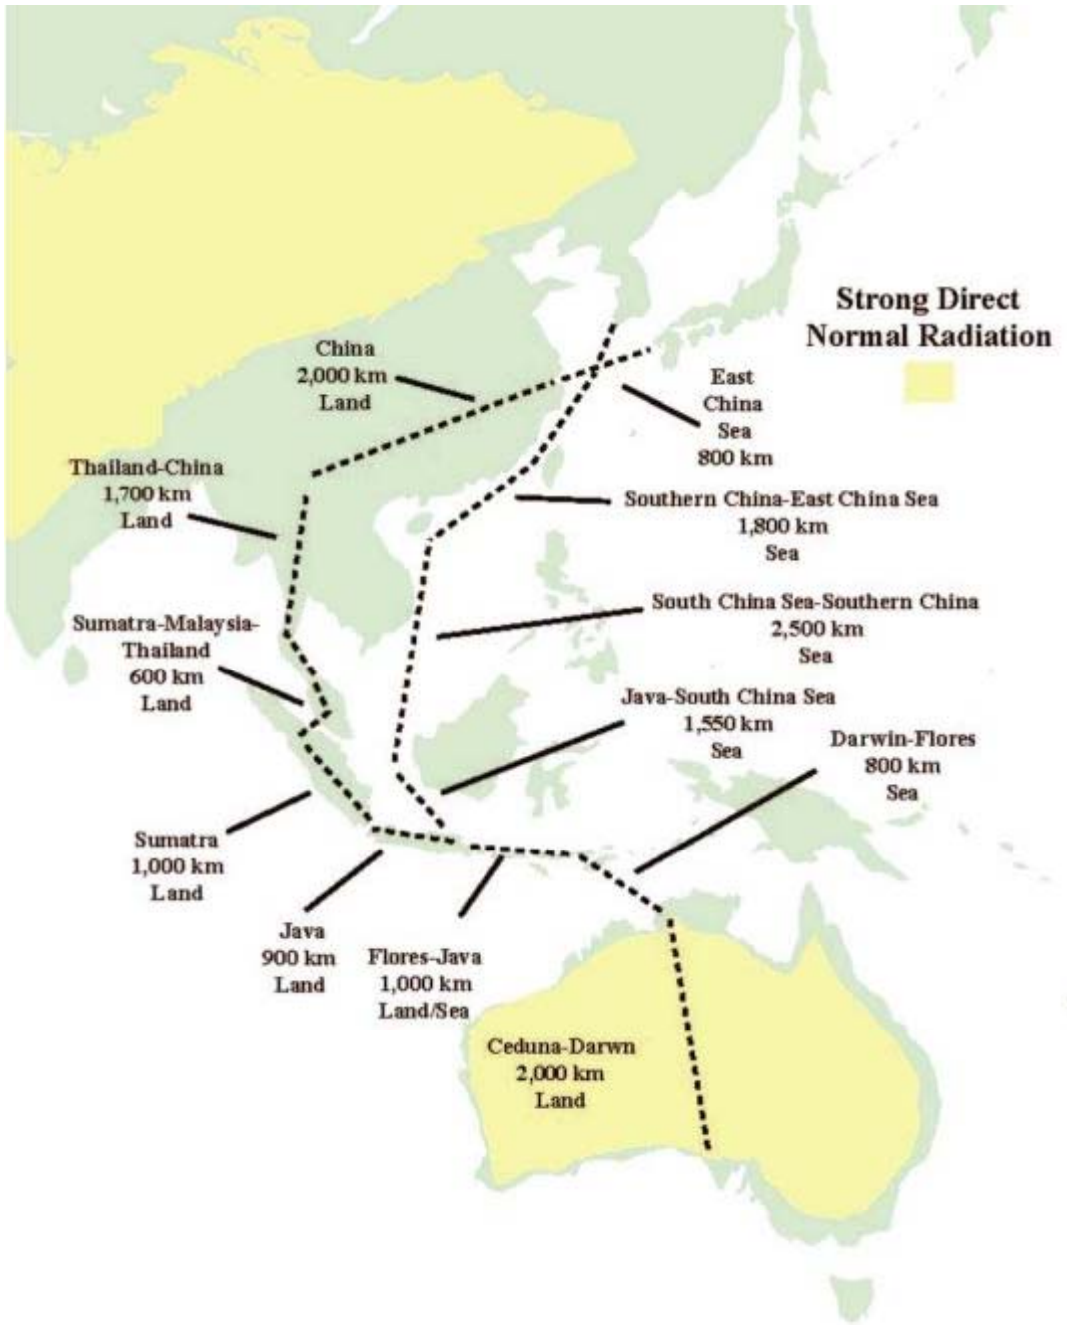 Strong Direct
Normal Radiation
China
2,000 km
Land
East
China
Sea
800 km
Thailand-China
1,700 km
Land
Southern China-East China Sea
1,800 km
Sea
South China Sea-Southern China
2,500 km
Sea
Sumatra-Malaysia-
Thailand
600 km
Land
Java-South China Sea
1,550 km
Sea
Darwin-Flores
800 km
Sea
Sumatra
1,000 km
Land
Java
900 km
Land
Flores-Java
1,000 km
Land/Sea
Ceduna-Darwn
2,000 km
Land